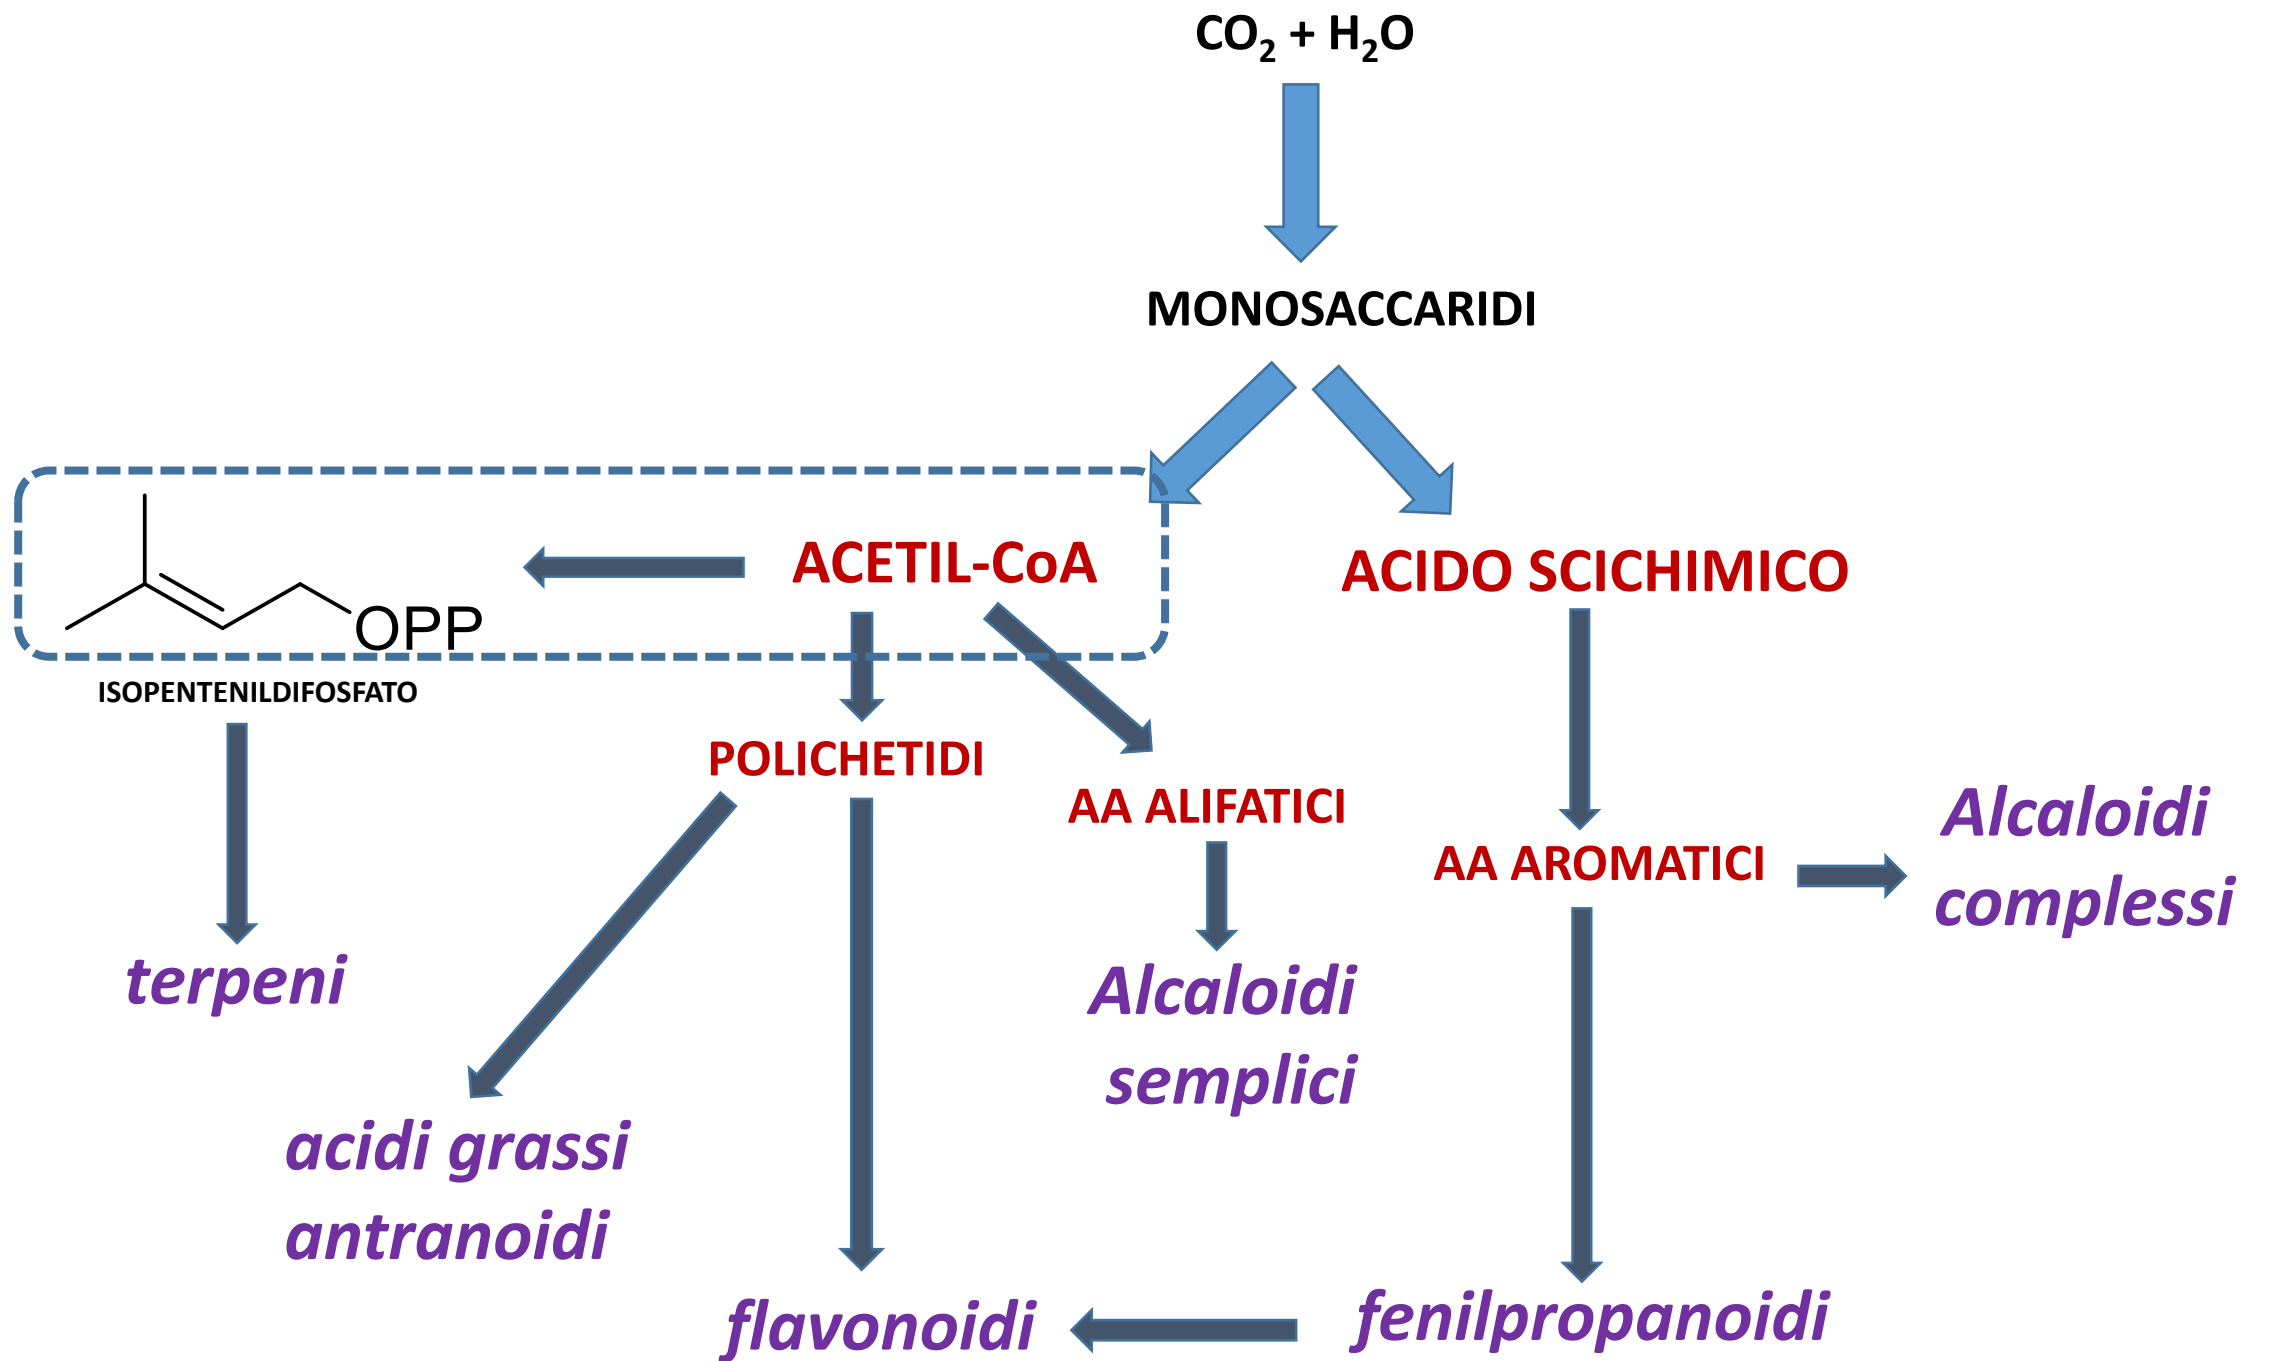 CO₂ + H₂O
MONOSACCARIDI
ACETIL-CoA
ACIDO SCICHIMICO
OPP
ISOPENTENILDIFOSFATO
POLICHETIDI
AA ALIFATICI
AA AROMATICI
Alcaloidi
complessi
terpeni
Alcaloidi
semplici
acidi grassi
antranoidi
flavonoidi
fenilpropanoidi